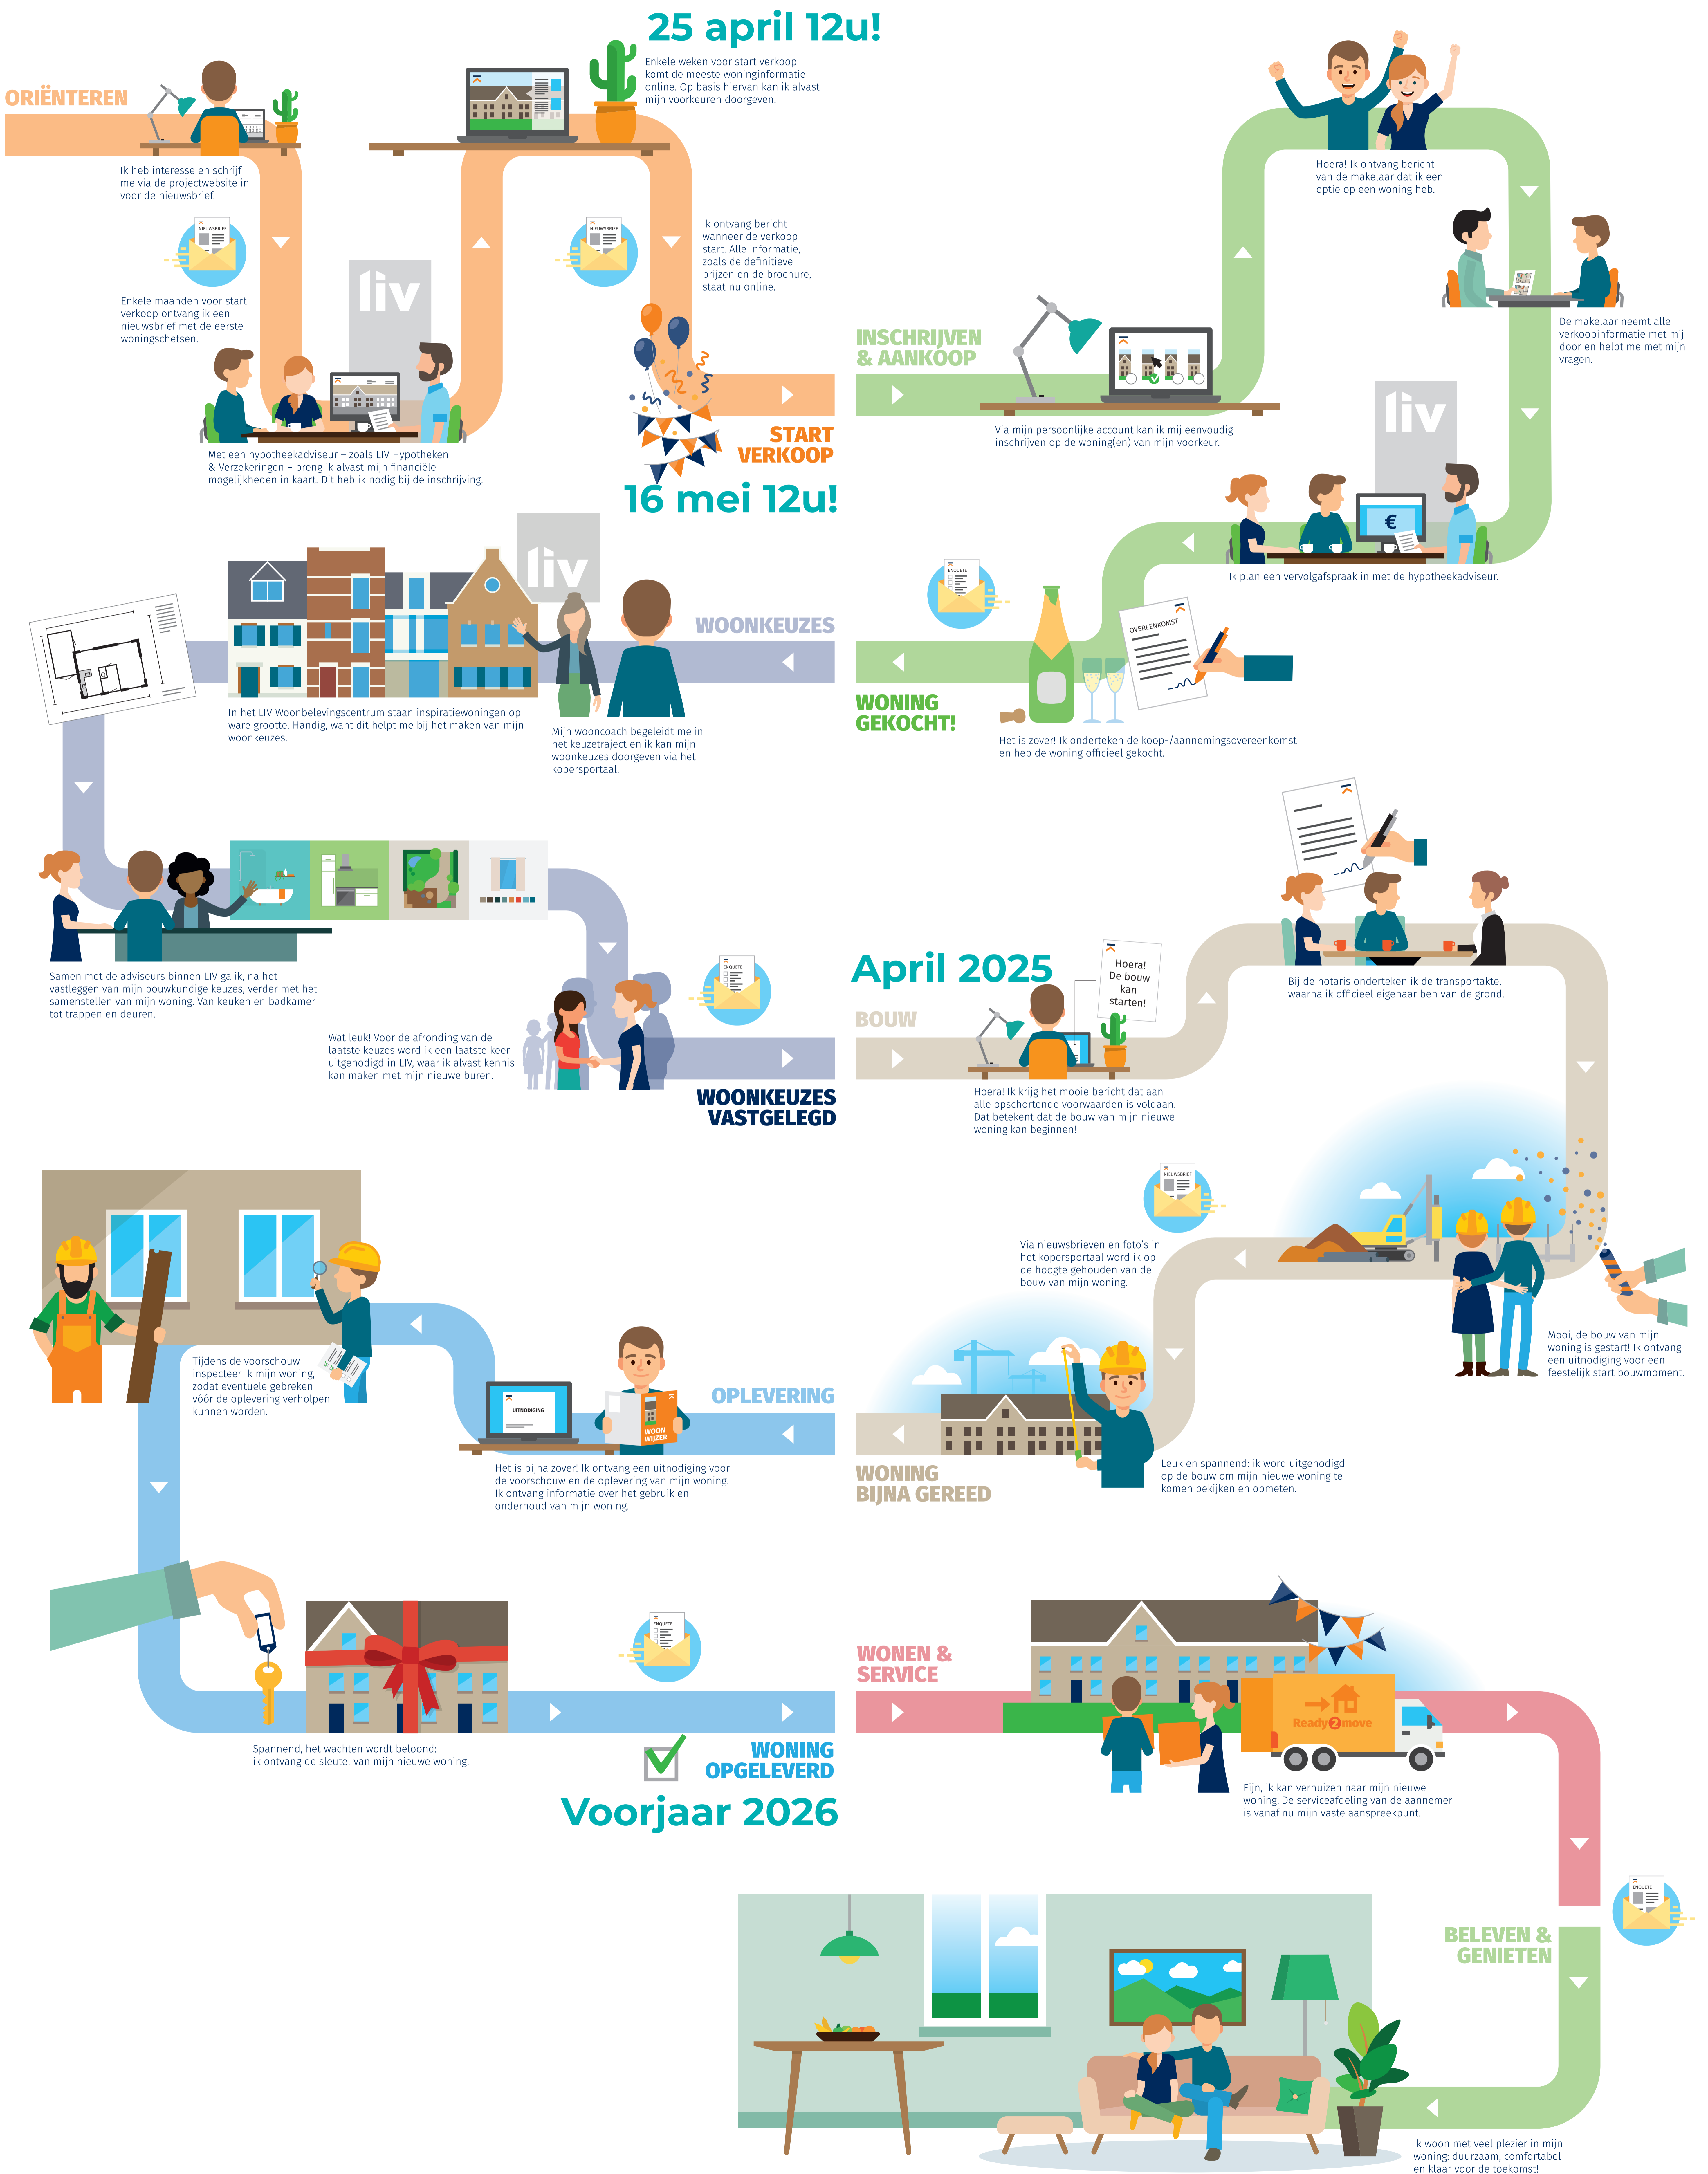 25 april 12u!
Enkele weken voor start verkoop
komt de meeste woninginformatie
online. Op basis hiervan kan ik alvast
mijn voorkeuren doorgeven.
ORIËNTEREN
Ik heb interesse en schrijf
me via de projectwebsite in
voor de nieuwsbrief.
NIEUWSBRIEF
Enkele maanden voor start
verkoop ontvang ik een
nieuwsbrief met de eerste
woningschetsen.
liv
Met een hypotheekadviseur – zoals LIV Hypotheken
& Verzekeringen – breng ik alvast mijn financiële
mogelijkheden in kaart. Dit heb ik nodig bij de inschrijving.
NIEUWSBRIEF
Ik ontvang bericht
wanneer de verkoop
start. Alle informatie,
zoals de definitieve
prijzen en de brochure,
staat nu online.
START
VERKOOP
16 mei 12u!
INSCHRIJVEN
& AANKOOP
Via mijn persoonlijke account kan ik mij eenvoudig
inschrijven op de woning(en) van mijn voorkeur.
Hoera! Ik ontvang bericht
van de makelaar dat ik een
optie op een woning heb.
De makelaar neemt alle
verkoopinformatie met mij
door en helpt me met mijn
vragen.
liv
€
Ik plan een vervolgafspraak in met de hypotheekadviseur.
ENQUETE
OVEREENKOMST
WONING
GEKOCHT!
Het is zover! Ik onderteken de koop-/aannemingsovereenkomst
en heb de woning officieel gekocht.
liv
WOONKEUZES
In het LIV Woonbelevingscentrum staan inspiratiewoningen op
ware grootte. Handig, want dit helpt me bij het maken van mijn
woonkeuzes.
Mijn wooncoach begeleidt me in
het keuzetraject en ik kan mijn
woonkeuzes doorgeven via het
kopersportaal.
Samen met de adviseurs binnen LIV ga ik, na het
vastleggen van mijn bouwkundige keuzes, verder met het
samenstellen van mijn woning. Van keuken en badkamer
tot trappen en deuren.
Wat leuk! Voor de afronding van de
laatste keuzes word ik een laatste keer
uitgenodigd in LIV, waar ik alvast kennis
kan maken met mijn nieuwe buren.
ENQUETE
WOONKEUZES
VASTGELEGD
April 2025
BOUW
Hoera!
De bouw
kan
starten!
Hoera! Ik krijg het mooie bericht dat aan
alle opschortende voorwaarden is voldaan.
Dat betekent dat de bouw van mijn nieuwe
woning kan beginnen!
Bij de notaris onderteken ik de transportakte,
waarna ik officieel eigenaar ben van de grond.
Mooi, de bouw van mijn
woning is gestart! Ik ontvang
een uitnodiging voor een
feestelijk start bouwmoment.
NIEUWSBRIEF
Via nieuwsbrieven en foto's in
het kopersportaal word ik op
de hoogte gehouden van de
bouw van mijn woning.
Leuk en spannend: ik word uitgenodigd
op de bouw om mijn nieuwe woning te
komen bekijken en opmeten.
WONING
BIJNA GEREED
OPLEVERING
UITNODIGING
WOON
WIJZER
Het is bijna zover! Ik ontvang een uitnodiging voor
de voorschouw en de oplevering van mijn woning.
Ik ontvang informatie over het gebruik en
onderhoud van mijn woning.
Tijdens de voorschouw
inspecteer ik mijn woning,
zodat eventuele gebreken
vóór de oplevering verholpen
kunnen worden.
Spannend, het wachten wordt beloond:
ik ontvang de sleutel van mijn nieuwe woning!
ENQUETE
WONING
OPGELEVERD
Voorjaar 2026
WONEN &
SERVICE
Ready2move
Fijn, ik kan verhuizen naar mijn nieuwe
woning! De serviceafdeling van de aannemer
is vanaf nu mijn vaste aanspreekpunt.
ENQUETE
BELEVEN &
GENIETEN
Ik woon met veel plezier in mijn
woning: duurzaam, comfortabel
en klaar voor de toekomst!